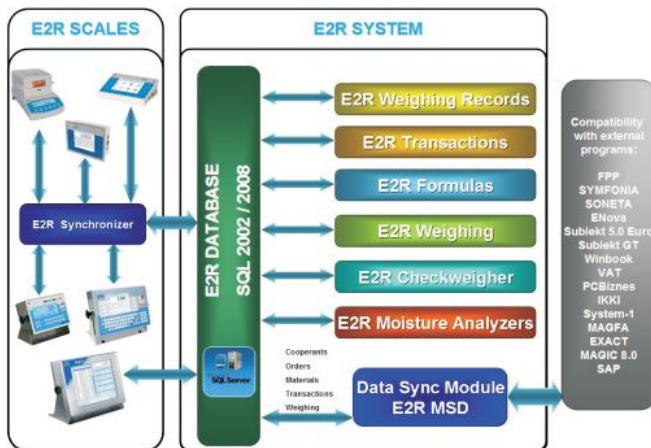 E2R SCALES
E2R SYSTEM
E2R Synchronizer
E2R DATABASE
SQL 2002 / 2008
SQL Server
E2R Weighing Records
E2R Transactions
E2R Formulas
E2R Weighing
E2R Checkweigher
E2R Moisture Analyzers
Cooperants
Orders
Materials
Transactions
Weighing
Data Sync Module
E2R MSD
Compatibility
with external
programs:
FPP
SYMFONIA
SONETA
ENova
Subiekt 5.0 Euro
Subiekt GT
Winbook
VAT
PCBiznes
IKKI
System-1
MAGFA
EXACT
MAGIC 8.0
SAP